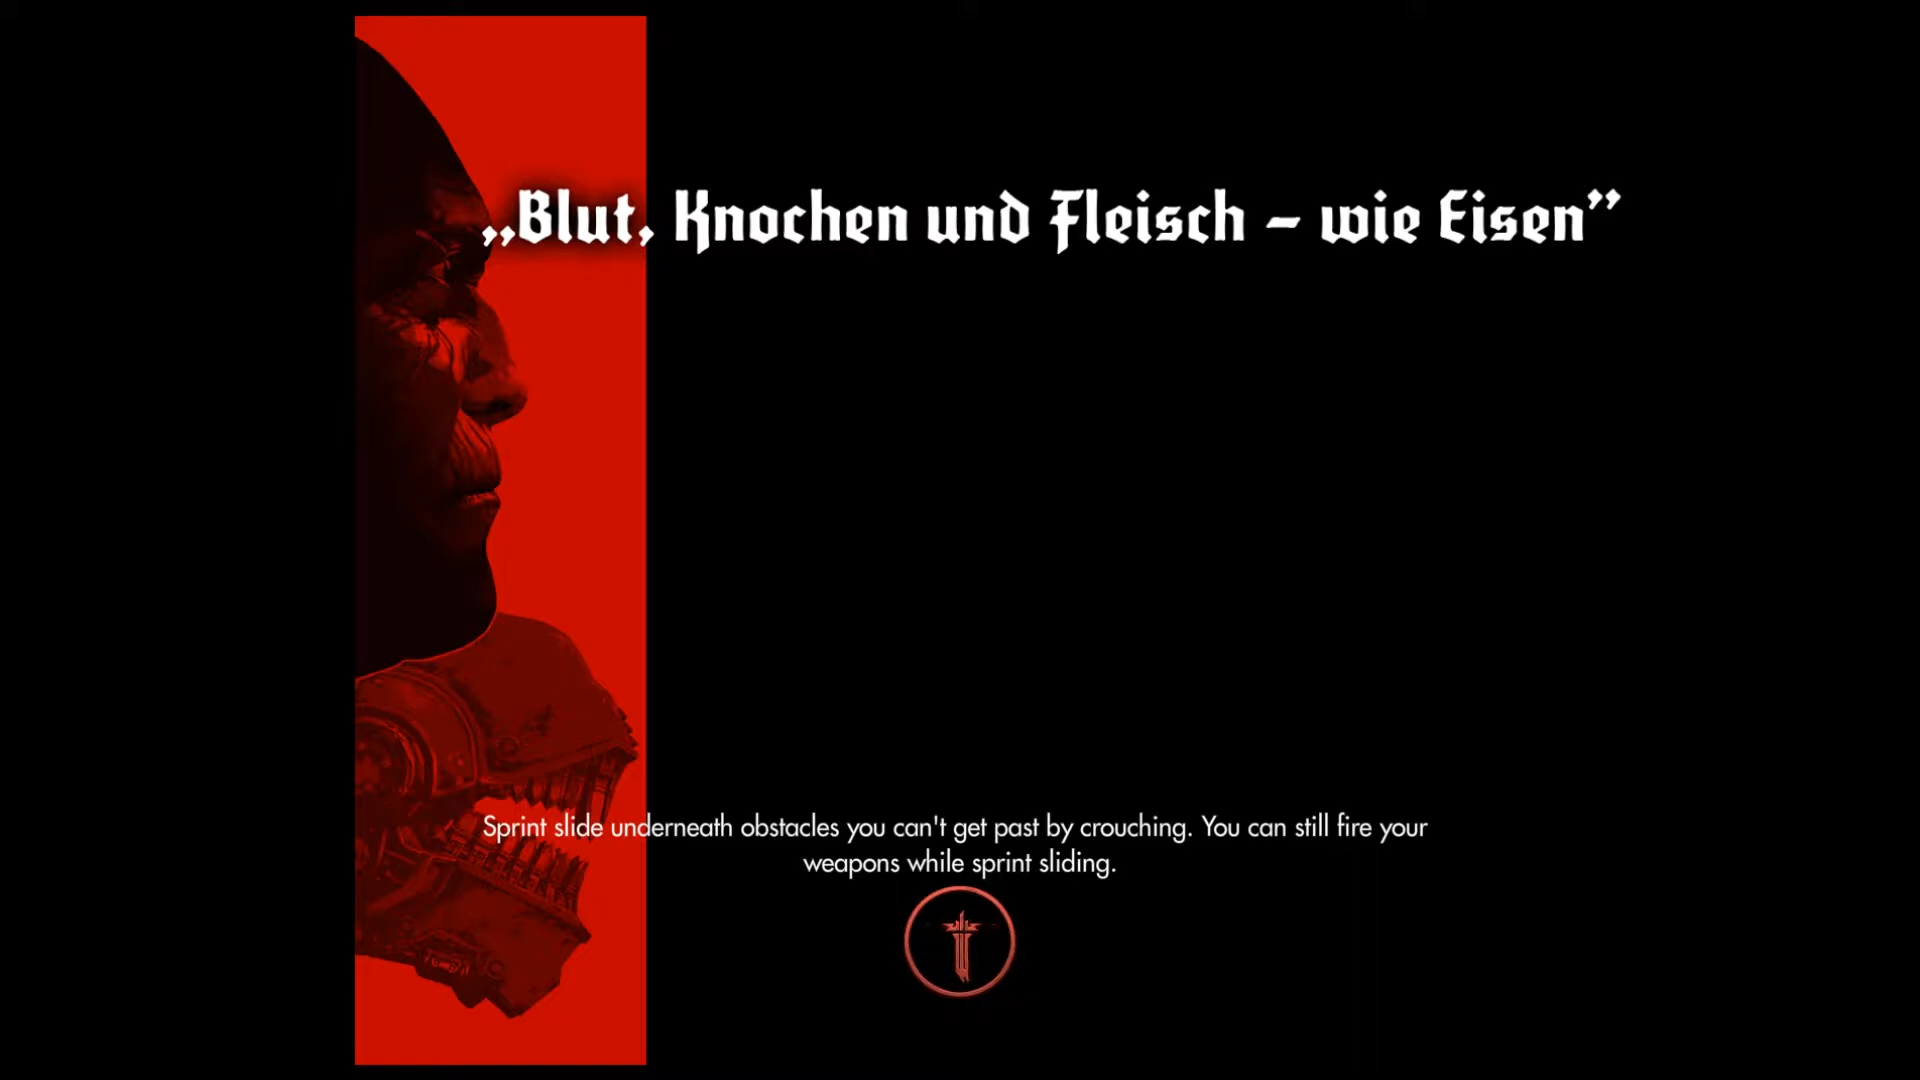 „Blut, Knochen und Fleisch – wie Eisen”
Sprint slide underneath obstacles you can't get past by crouching. You can still fire your
weapons while sprint sliding.